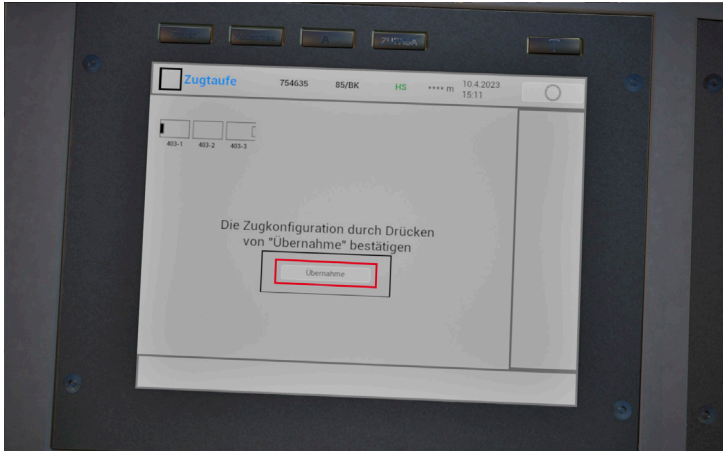 Zugtaufe 754635 85/BK HS •••• m 10.4.2023
15:11
403-1 403-2 403-3
Die Zugkonfiguration durch Drücken
von "Übernahme" bestätigen
Übernahme